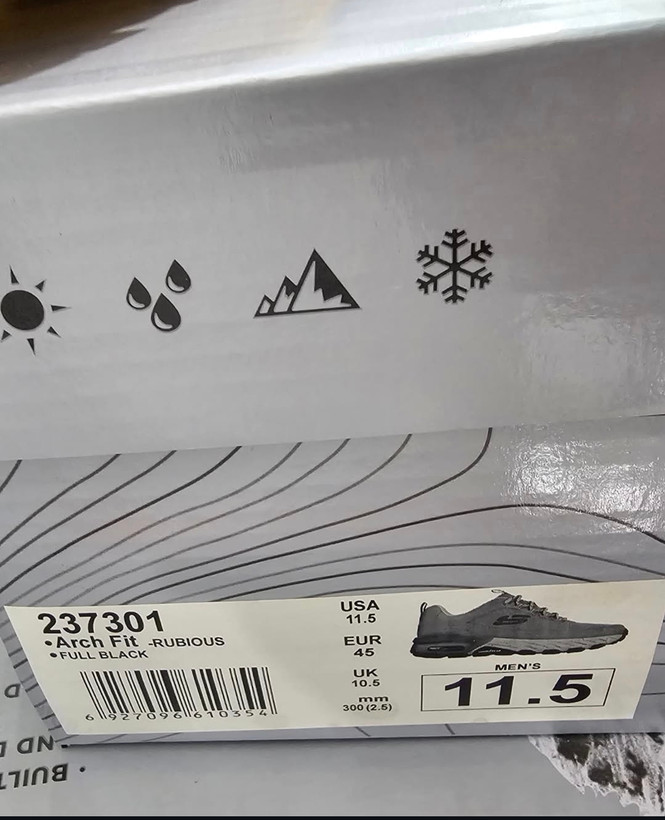 237301
•Arch Fit -RUBIOUS
•FULL BLACK
6 927096 610354
USA
11.5
EUR
45
UK
10.5
mm
300 (2.5)
MEN'S
11.5
BUILT